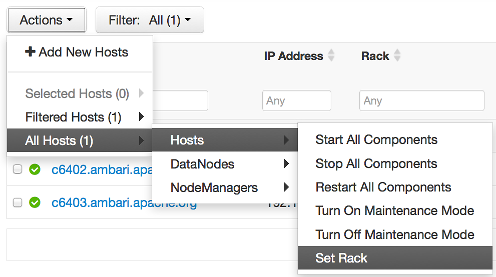 Actions Filter: All (1)
+ Add New Hosts
IP Address Rack
Selected Hosts (0)
Filtered Hosts (1) Any Any
All Hosts (1) Hosts Start All Components
c6402.ambari.apa DataNodes Stop All Components
NodeManagers Restart All Components
c6403.ambari.apache.org 192.1 Turn On Maintenance Mode
Turn Off Maintenance Mode
Set Rack